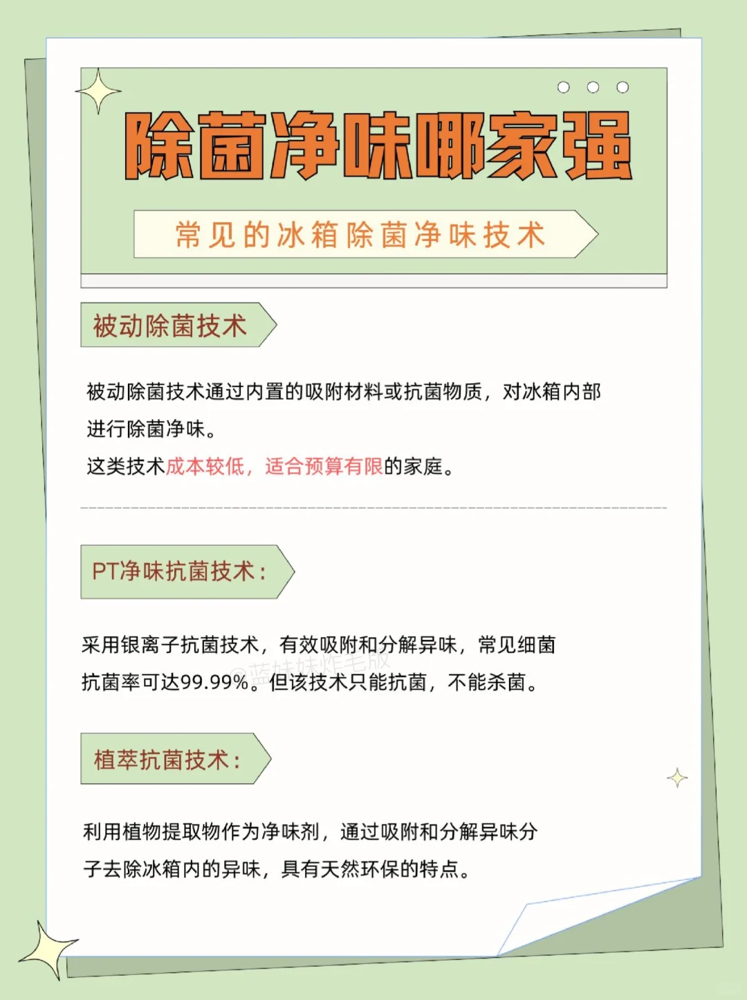 除菌净味哪家强
常见的冰箱除菌净味技术
被动除菌技术
被动除菌技术通过内置的吸附材料或抗菌物质，对冰箱内部
进行除菌净味。
这类技术成本较低，适合预算有限的家庭。
PT净味抗菌技术：
采用银离子抗菌技术，有效吸附和分解异味，常见细菌
@蓝妹妹炸毛版
抗菌率可达99.99%。但该技术只能抗菌，不能杀菌。
植萃抗菌技术：
利用植物提取物作为净味剂，通过吸附和分解异味分
子去除冰箱内的异味，具有天然环保的特点。